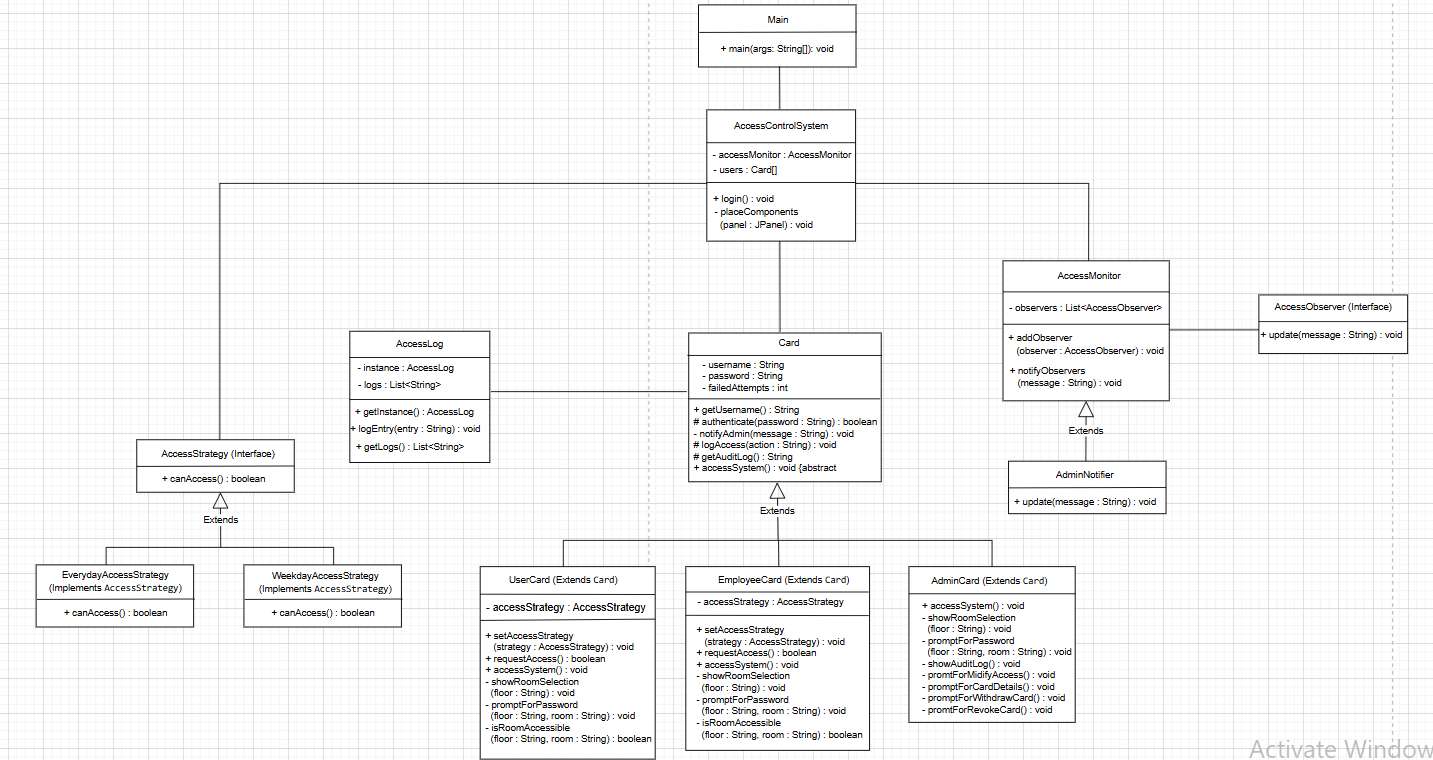 Main
+ main(args: String[]): void
AccessControlSystem
- accessMonitor : AccessMonitor
- users : Card[]
+ login() : void
- placeComponents
(panel : JPanel) : void
AccessMonitor
- observers : List<AccessObserver>
+ addObserver
(observer : AccessObserver) : void
+ notifyObservers
(message : String) : void
AccessObserver (Interface)
+ update(message : String) : void
AccessLog
- instance : AccessLog
- logs : List<String>
+ getInstance() : AccessLog
+ logEntry(entry : String) : void
+ getLogs() : List<String>
Card
- username : String
- password : String
- failedAttempts : int
+ getUsername() : String
# authenticate(password : String) : boolean
- notifyAdmin(message : String) : void
# logAccess(action : String) : void
# getAuditLog() : String
+ accessSystem() : void {abstract
AccessStrategy (Interface)
+ canAccess() : boolean
Extends
Extends
Extends
AdminNotifier
+ update(message : String) : void
EverydayAccessStrategy
(Implements AccessStrategy)
+ canAccess() : boolean
WeekdayAccessStrategy
(Implements AccessStrategy)
+ canAccess() : boolean
UserCard (Extends Card)
- accessStrategy : AccessStrategy
+ setAccessStrategy
(strategy : AccessStrategy) : void
+ requestAccess() : boolean
+ accessSystem() : void
- showRoomSelection
(floor : String) : void
- promptForPassword
(floor : String, room : String) : void
- isRoomAccessible
(floor : String, room : String) : boolean
EmployeeCard (Extends Card)
- accessStrategy : AccessStrategy
+ setAccessStrategy
(strategy : AccessStrategy) : void
+ requestAccess() : boolean
+ accessSystem() : void
- showRoomSelection
(floor : String) : void
- promptForPassword
(floor : String, room : String) : void
- isRoomAccessible
(floor : String, room : String) : boolean
AdminCard (Extends Card)
+ accessSystem() : void
- showRoomSelection
(floor : String) : void
- promptForPassword
(floor : String, room : String) : void
- showAuditLog() : void
- promtForMidifyAccess() : void
- promptForCardDetails() : void
- promptForWithdrawCard() : void
- promtForRevokeCard() : void
Activate Window